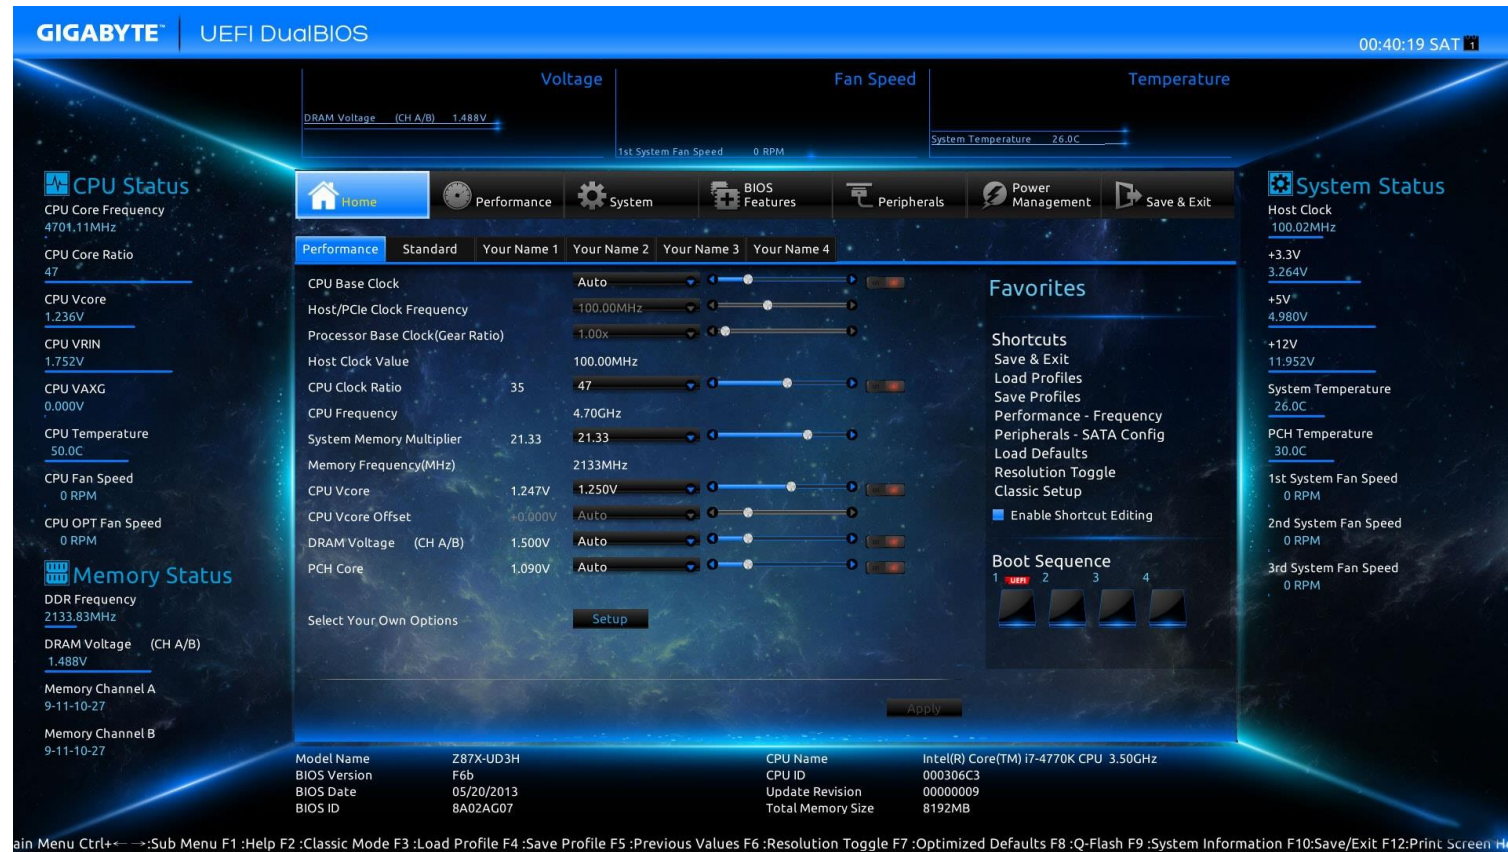 GIGABYTE™ UEFI DualBIOS
00:40:19 SAT 1
Voltage
DRAM Voltage (CH A/B) 1.488V
Fan Speed
1st System Fan Speed 0 RPM
Temperature
System Temperature 26.0C
CPU Status
CPU Core Frequency
4701.11MHz
CPU Core Ratio
47
CPU Vcore
1.236V
CPU VRIN
1.752V
CPU VAXG
0.000V
CPU Temperature
50.0C
CPU Fan Speed
0 RPM
CPU OPT Fan Speed
0 RPM
Memory Status
DDR Frequency
2133.83MHz
DRAM Voltage (CH A/B)
1.488V
Memory Channel A
9-11-10-27
Memory Channel B
9-11-10-27
Home
Performance
System
BIOS
Features
Peripherals
Power
Management
Save & Exit
Performance Standard Your Name 1 Your Name 2 Your Name 3 Your Name 4
CPU Base Clock Auto
Host/PCIe Clock Frequency 100.00MHz
Processor Base Clock(Gear Ratio) 1.00x
Host Clock Value 100.00MHz
CPU Clock Ratio 35 47
CPU Frequency 4.70GHz
System Memory Multiplier 21.33 21.33
Memory Frequency(MHz) 2133MHz
CPU Vcore 1.247V 1.250V
CPU Vcore Offset +0.000V Auto
DRAM Voltage (CH A/B) 1.500V Auto
PCH Core 1.090V Auto
Select Your Own Options Setup
Apply
Favorites
Shortcuts
Save & Exit
Load Profiles
Save Profiles
Performance - Frequency
Peripherals - SATA Config
Load Defaults
Resolution Toggle
Classic Setup
Enable Shortcut Editing
Boot Sequence
1 UEFI 2 3 4
System Status
Host Clock
100.02MHz
+3.3V
3.264V
+5V
4.980V
+12V
11.952V
System Temperature
26.0C
PCH Temperature
30.0C
1st System Fan Speed
0 RPM
2nd System Fan Speed
0 RPM
3rd System Fan Speed
0 RPM
Model Name Z87X-UD3H
BIOS Version F6b
BIOS Date 05/20/2013
BIOS ID 8A02AG07
CPU Name Intel(R) Core(TM) i7-4770K CPU 3.50GHz
CPU ID 000306C3
Update Revision 00000009
Total Memory Size 8192MB
ain Menu Ctrl+← →:Sub Menu F1 :Help F2 :Classic Mode F3 :Load Profile F4 :Save Profile F5 :Previous Values F6 :Resolution Toggle F7 :Optimized Defaults F8 :Q-Flash F9 :System Information F10:Save/Exit F12:Print Screen